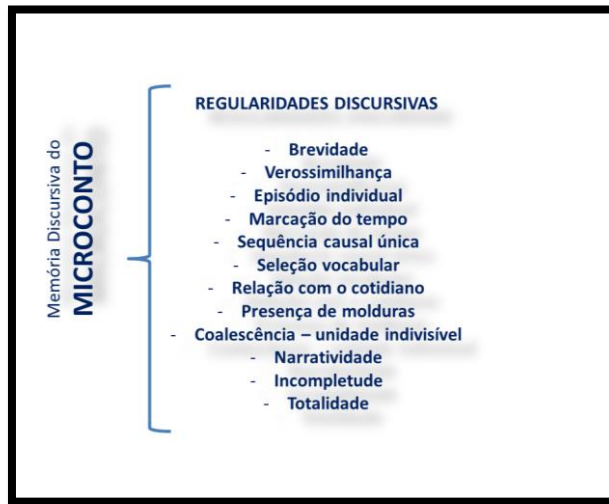 Memória Discursiva do
MICROCONTO
REGULARIDADES DISCURSIVAS
- Brevidade
- Verossimilhança
- Episódio individual
- Marcação do tempo
- Sequência causal única
- Seleção vocabular
- Relação com o cotidiano
- Presença de molduras
- Coalescência – unidade indivisível
- Narratividade
- Incompletude
- Totalidade